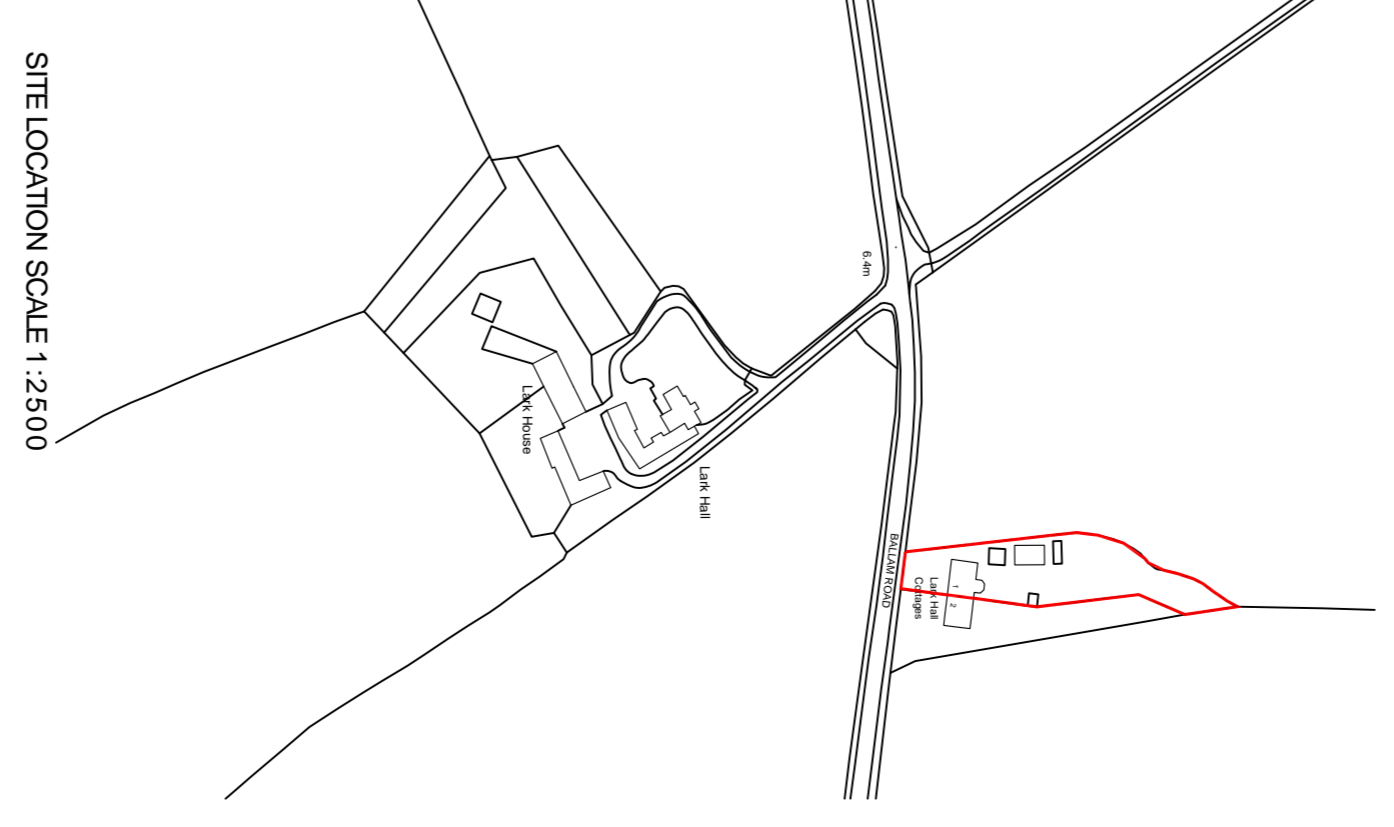 SITE LOCATION SCALE 1:2500
6.4m
Lark House
Lark Hall
BALLAM ROAD
Lark Hall
Cottages
1
2